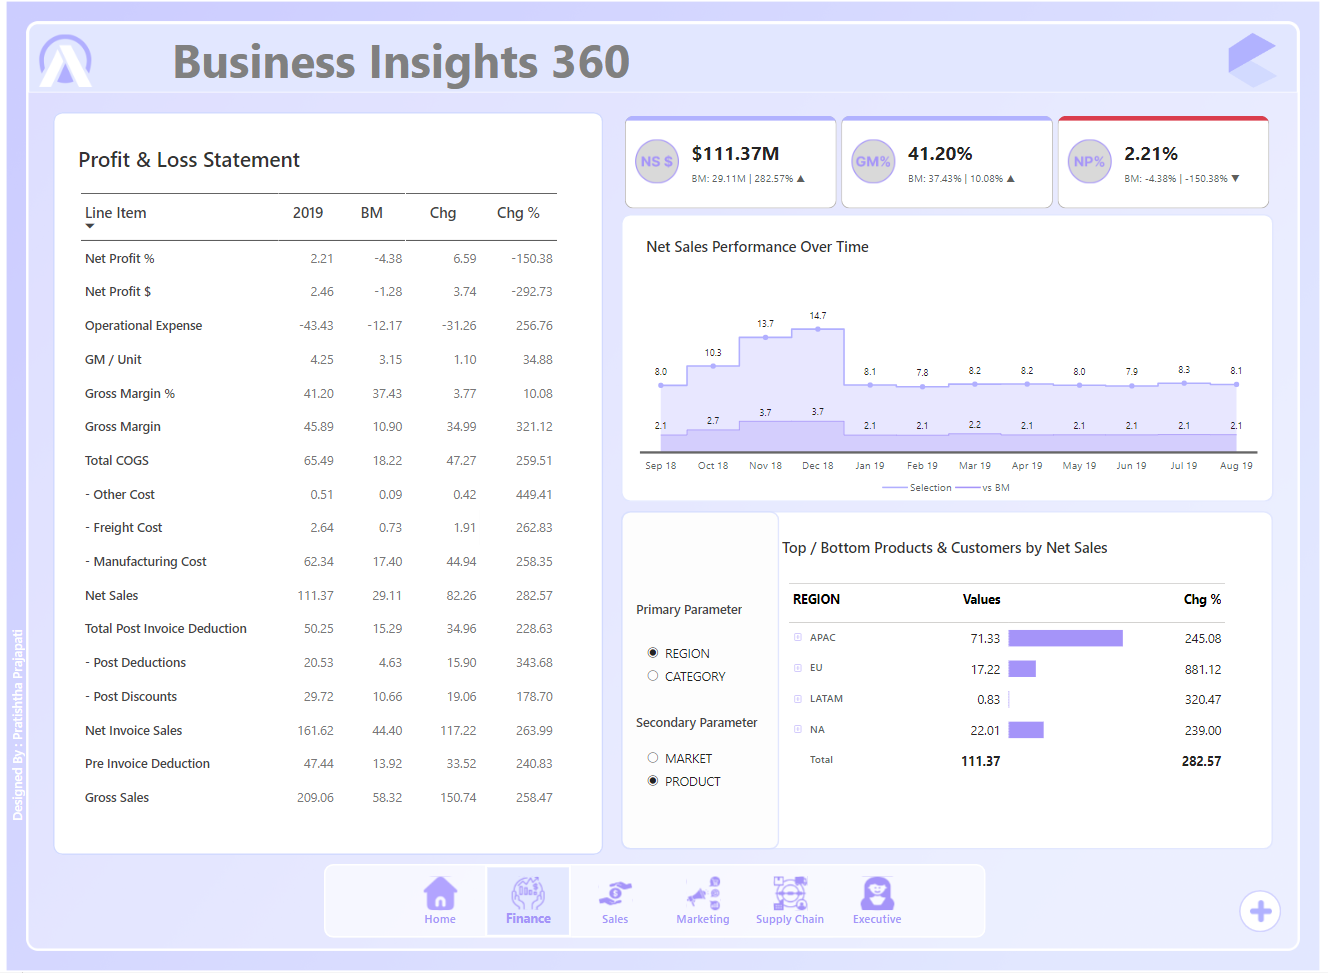 Business Insights 360
Profit & Loss Statement
Line Item 2019 BM Chg Chg %
Net Profit % 2.21 -4.38 6.59 -150.38
Net Profit $ 2.46 -1.28 3.74 -292.73
Operational Expense -43.43 -12.17 -31.26 256.76
GM / Unit 4.25 3.15 1.10 34.88
Gross Margin % 41.20 37.43 3.77 10.08
Gross Margin 45.89 10.90 34.99 321.12
Total COGS 65.49 18.22 47.27 259.51
- Other Cost 0.51 0.09 0.42 449.41
- Freight Cost 2.64 0.73 1.91 262.83
- Manufacturing Cost 62.34 17.40 44.94 258.35
Net Sales 111.37 29.11 82.26 282.57
Total Post Invoice Deduction 50.25 15.29 34.96 228.63
- Post Deductions 20.53 4.63 15.90 343.68
- Post Discounts 29.72 10.66 19.06 178.70
Net Invoice Sales 161.62 44.40 117.22 263.99
Pre Invoice Deduction 47.44 13.92 33.52 240.83
Gross Sales 209.06 58.32 150.74 258.47
NS $
$111.37M
BM: 29.11M | 282.57% ▲
GM%
41.20%
BM: 37.43% | 10.08% ▲
NP%
2.21%
BM: -4.38% | -150.38% ▼
Net Sales Performance Over Time
8.0 10.3 13.7 14.7 8.1 7.8 8.2 8.2 8.0 7.9 8.3 8.1
2.1 2.7 3.7 3.7 2.1 2.1 2.2 2.1 2.1 2.1 2.1 2.1
Sep 18 Oct 18 Nov 18 Dec 18 Jan 19 Feb 19 Mar 19 Apr 19 May 19 Jun 19 Jul 19 Aug 19
Selection vs BM
Primary Parameter
REGION
CATEGORY
Secondary Parameter
MARKET
PRODUCT
Top / Bottom Products & Customers by Net Sales
REGION Values Chg %
APAC 71.33 245.08
EU 17.22 881.12
LATAM 0.83 320.47
NA 22.01 239.00
Total 111.37 282.57
Home Finance Sales Marketing Supply Chain Executive
Designed By : Pratishtha Prajapati